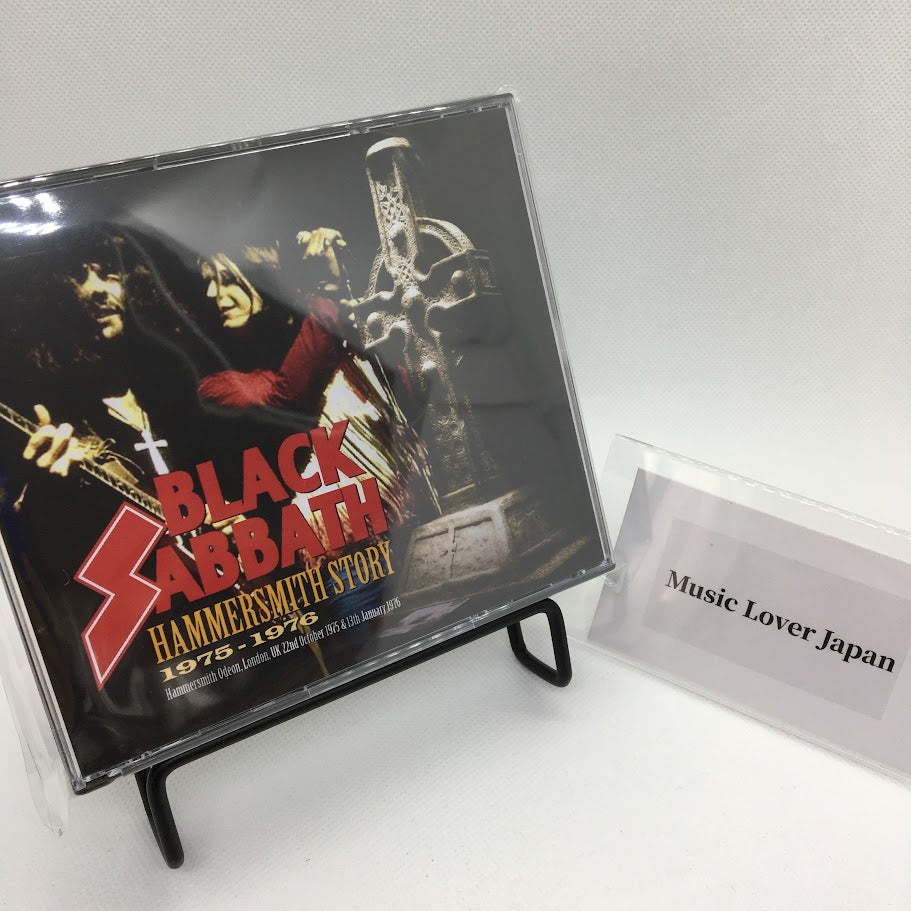 BLACK
SABBATH
HAMMERSMITH STORY
1975 - 1976
Hammersmith Odeon, London, UK 22nd October 1975 & 13th January 1976
Music Lover Japan